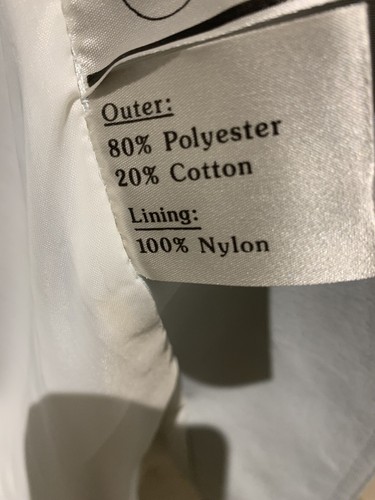 Outer:
80% Polyester
20% Cotton
Lining:
100% Nylon